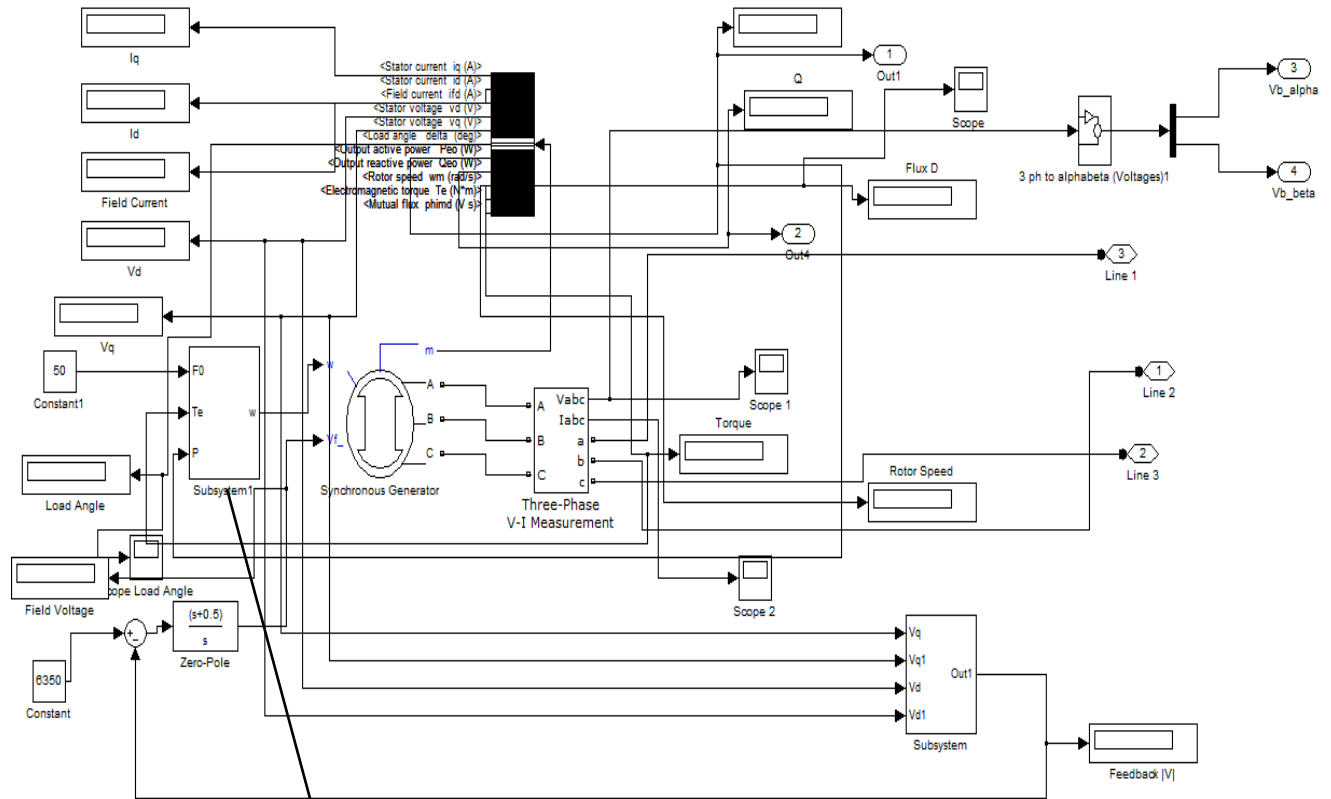 Iq
Id
Field Current
Vd
Vq
<Stator current iq (A)>
<Stator current id (A)>
<Field current ifd (A)>
<Stator voltage vd (V)>
<Stator voltage vq (V)>
<Load angle delta (deg)>
<Output active power Peo (W)>
<Output reactive power Qeo (W)>
<Rotor speed wm (rad/s)>
<Electromagnetic torque Te (N*m)>
<Mutual flux phimd (V s)>
1
Out1
Q
Scope
3
Vb_alpha
3 ph to alphabeta (Voltages)1
4
Vb_beta
Flux D
2
Out4
3
Line 1
50
Constant1
F0
Te
P
w
Subsystem1
w
Vf_
m
A
B
C
Synchronous Generator
A
B
C
Vabc
Iabc
a
b
c
Three-Phase
V-I Measurement
Scope 1
Torque
1
Line 2
2
Line 3
Rotor Speed
Load Angle
ope Load Angle
Field Voltage
Scope 2
6350
Constant
+
-
(s+0.5)
s
Zero-Pole
Vq
Vq1
Vd
Vd1
Out1
Subsystem
Feedback |V|